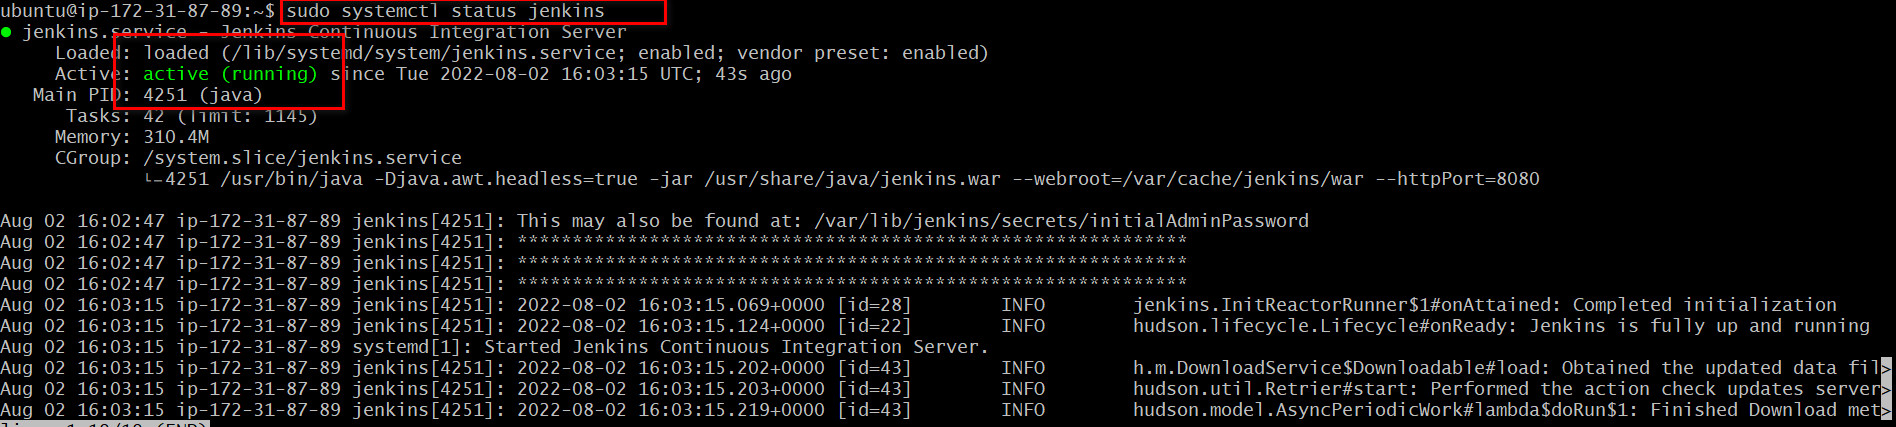 ubuntu@ip-172-31-87-89:~$ sudo systemctl status jenkins
● jenkins.service - Jenkins Continuous Integration Server
Loaded: loaded (/lib/systemd/system/jenkins.service; enabled; vendor preset: enabled)
Active: active (running) since Tue 2022-08-02 16:03:15 UTC; 43s ago
Main PID: 4251 (java)
Tasks: 42 (limit: 1145)
Memory: 310.4M
CGroup: /system.slice/jenkins.service
└─4251 /usr/bin/java -Djava.awt.headless=true -jar /usr/share/java/jenkins.war --webroot=/var/cache/jenkins/war --httpPort=8080
Aug 02 16:02:47 ip-172-31-87-89 jenkins[4251]: This may also be found at: /var/lib/jenkins/secrets/initialAdminPassword
Aug 02 16:02:47 ip-172-31-87-89 jenkins[4251]: *************************************************************
Aug 02 16:02:47 ip-172-31-87-89 jenkins[4251]: *************************************************************
Aug 02 16:02:47 ip-172-31-87-89 jenkins[4251]: *************************************************************
Aug 02 16:03:15 ip-172-31-87-89 jenkins[4251]: 2022-08-02 16:03:15.069+0000 [id=28] INFO jenkins.InitReactorRunner$1#onAttained: Completed initialization
Aug 02 16:03:15 ip-172-31-87-89 jenkins[4251]: 2022-08-02 16:03:15.124+0000 [id=22] INFO hudson.lifecycle.Lifecycle#onReady: Jenkins is fully up and running
Aug 02 16:03:15 ip-172-31-87-89 systemd[1]: Started Jenkins Continuous Integration Server.
Aug 02 16:03:15 ip-172-31-87-89 jenkins[4251]: 2022-08-02 16:03:15.202+0000 [id=43] INFO h.m.DownloadService$Downloadable#load: Obtained the updated data fil>
Aug 02 16:03:15 ip-172-31-87-89 jenkins[4251]: 2022-08-02 16:03:15.203+0000 [id=43] INFO hudson.util.Retrier#start: Performed the action check updates server>
Aug 02 16:03:15 ip-172-31-87-89 jenkins[4251]: 2022-08-02 16:03:15.219+0000 [id=43] INFO hudson.model.AsyncPeriodicWork#lambda$doRun$1: Finished Download met>